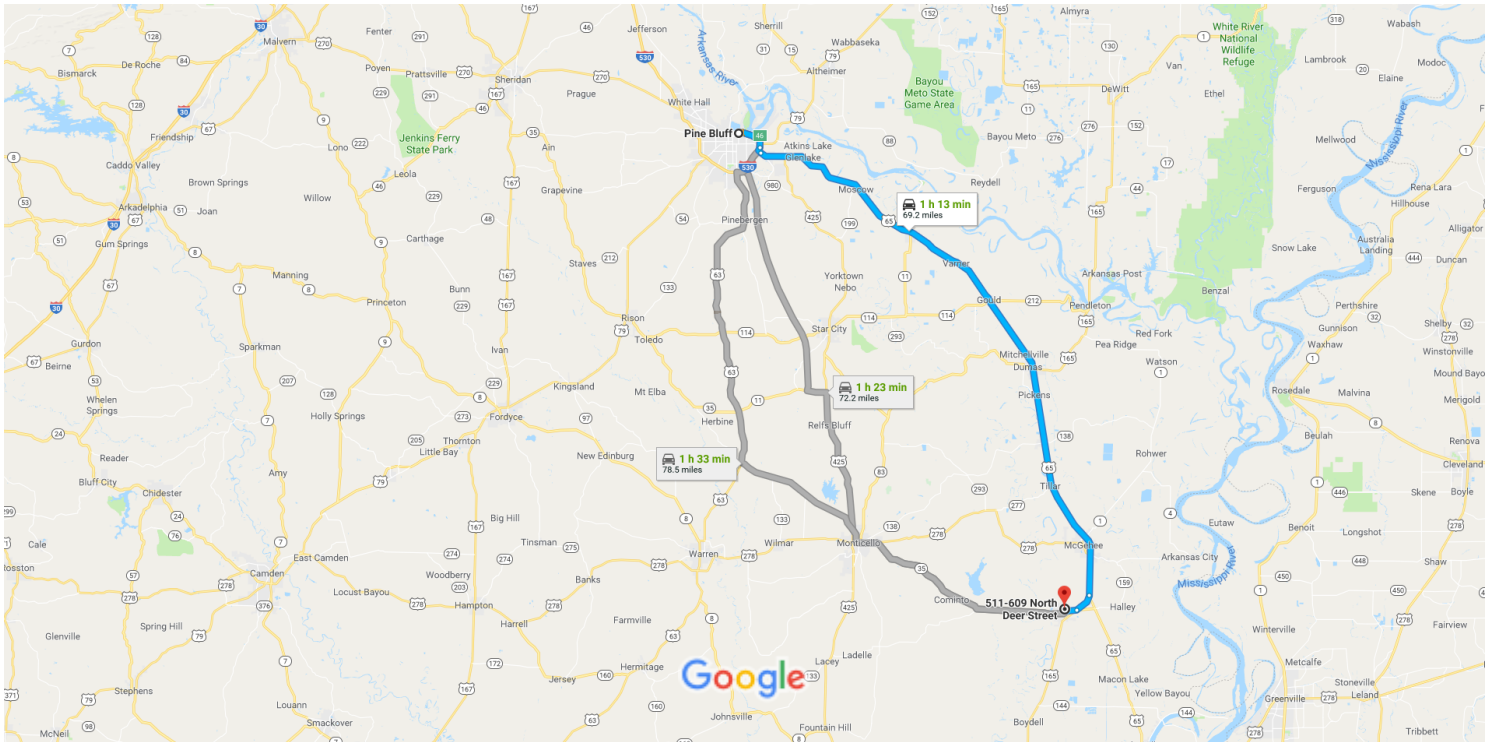 Jefferson
Sherrill
Almyra
White River
National
Wildlife
Refuge
Wabash
Malvern
Fenter
Poyen
Prattsville
Sheridan
Wabbaseka
Altheimer
Arkansas River
Bismarck
De Roche
Prague
White Hall
Bayou
Meto State
Game Area
DeWitt
Van
Ethel
Lambrook
Elaine
Modoc
Friendship
Jenkins Ferry
State Park
Lono
Ain
Pine Bluff
46
530
Atkins Lake
Glenlake
Bayou Meto
Mellwood
Mississippi River
Caddo Valley
Leola
Brown Springs
Willow
Grapevine
Moscow
Reydell
Ferguson
Rena Lara
Hillhouse
Arkadelphia
Joan
Gum Springs
Carthage
Pinebergen
1 h 13 min
69.2 miles
Snow Lake
Australia
Landing
Alligator
Duncan
Manning
Staves
Bunn
Princeton
Yorktown
Nebo
Varner
Arkansas Post
Benzal
Gould
Pendleton
Perthshire
Rison
Toledo
Star City
Red Fork
Pea Ridge
Gunnison
Waxhaw
Shelby
Winstonville
Mound Bayou
Gurdon
Beirne
Sparkman
Ivan
Mitchellville
Dumas
Watson
Whelen
Springs
Holly Springs
Kingsland
Mt Elba
1 h 23 min
72.2 miles
Pickens
Rosedale
Malvina
Merigold
Fordyce
Herbine
Relfs Bluff
Beulah
Renova
Cleveland
Thornton
Little Bay
New Edinburg
1 h 33 min
78.5 miles
Rohwer
Reader
Bluff City
Chidester
Amy
Tillar
Skene
Boyle
Big Hill
Tinsman
Wilmar
Monticello
McGehee
Eutaw
Benoit
Longshot
Cale
Rosston
East Camden
Camden
Woodberry
Warren
Banks
Arkansas City
Mississippi River
Shaw
Locust Bayou
Hampton
Harrell
Farmville
Cominto
511-609 North
Deer Street
Halley
Glenville
Spring Hill
Winterville
Fairview
Stephens
Jersey
Hermitage
Google
Lacey
Ladelle
Macon Lake
Yellow Bayou
Metcalfe
Stoneville
Leland
Greenville
Louann
Smackover
McNeil
Johnsville
Fountain Hill
Boydell
Tribbett